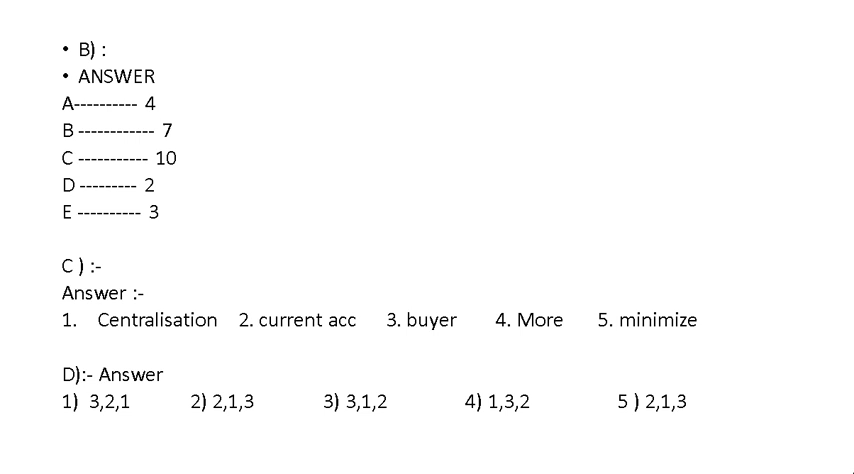 • B) :
• ANSWER
A---------- 4
B ------------ 7
C ----------- 10
D --------- 2
E ---------- 3
C ) :-
Answer :-
1. Centralisation 2. current acc 3. buyer 4. More 5. minimize
D):- Answer
1) 3,2,1 2) 2,1,3 3) 3,1,2 4) 1,3,2 5 ) 2,1,3